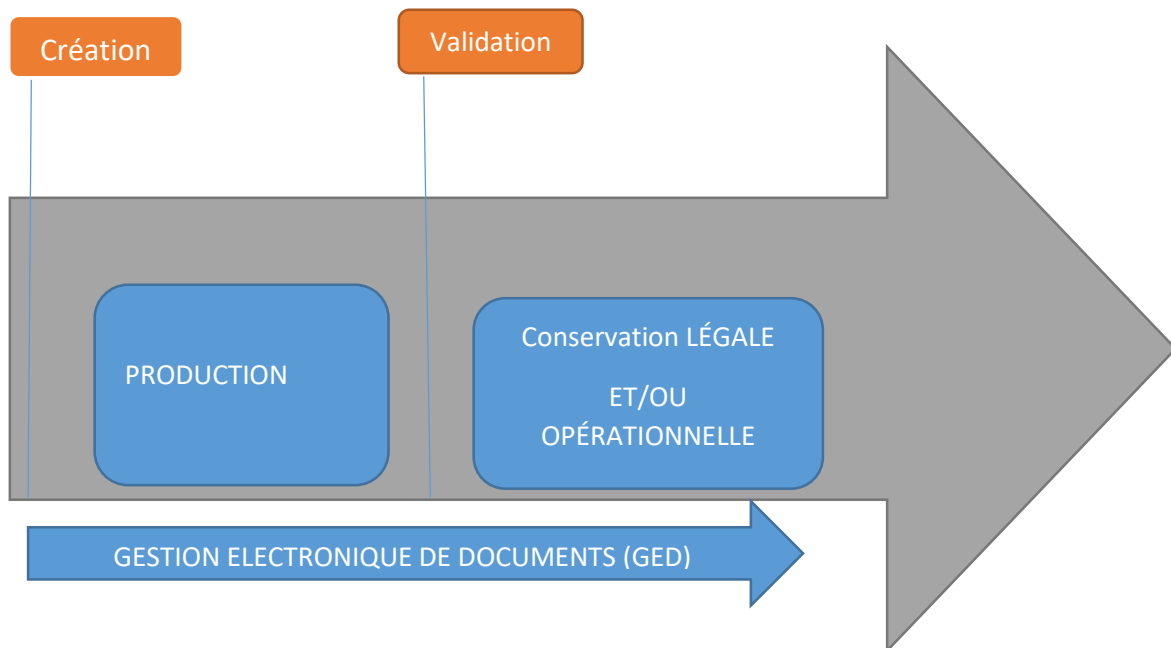 Création
Validation
PRODUCTION
Conservation LÉGALE
ET/OU
OPÉRATIONNELLE
GESTION ELECTRONIQUE DE DOCUMENTS (GED)